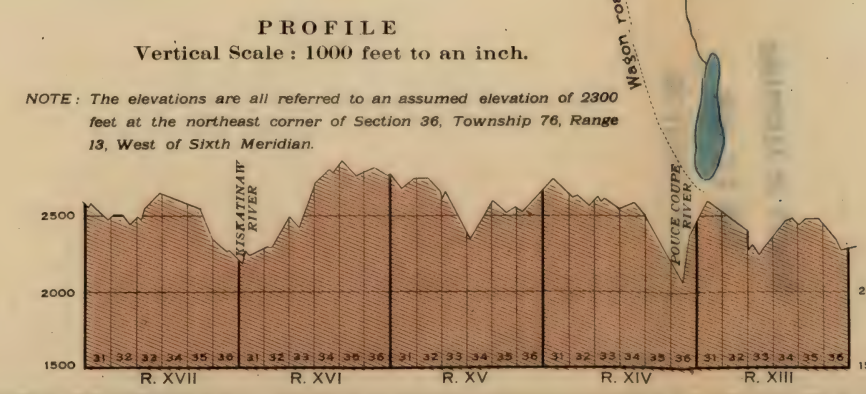 PROFILE
Vertical Scale : 1000 feet to an inch.
Wagon roa
NOTE : The elevations are all referred to an assumed elevation of 2300
feet at the northeast corner of Section 36, Township 76, Range
13, West of Sixth Meridian.
KISKATINAW
RIVER
POUCE COUPE
RIVER
2500
2000
2
1500
31 32 33 34 35 36 31 32 33 34 35 36 31 32 33 34 35 36 31 32 33 34 35 36 31 32 33 34 35 36
15
R. XVII R. XVI R. XV R. XIV R. XIII